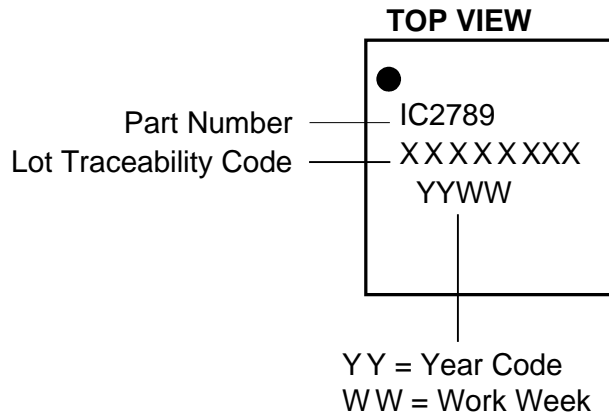 TOP VIEW
Part Number
IC2789
Lot Traceability Code
XXXXXXXX
YYWW
YY = Year Code
WW = Work Week